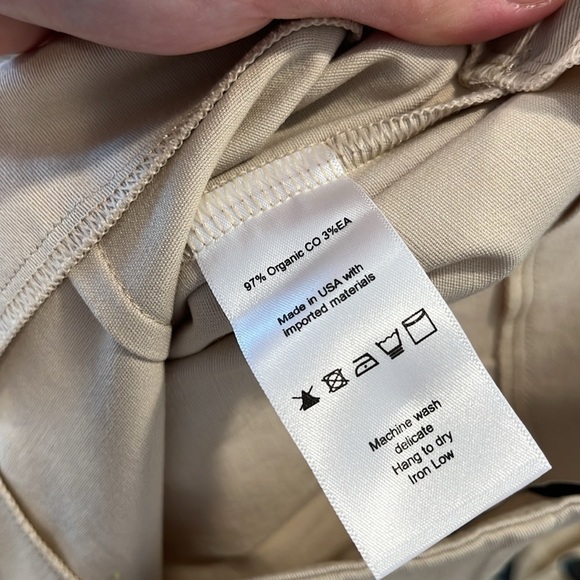 97% Organic CO 3%EA
Made in USA with
imported materials
Machine wash
delicate
Hang to dry
Iron Low